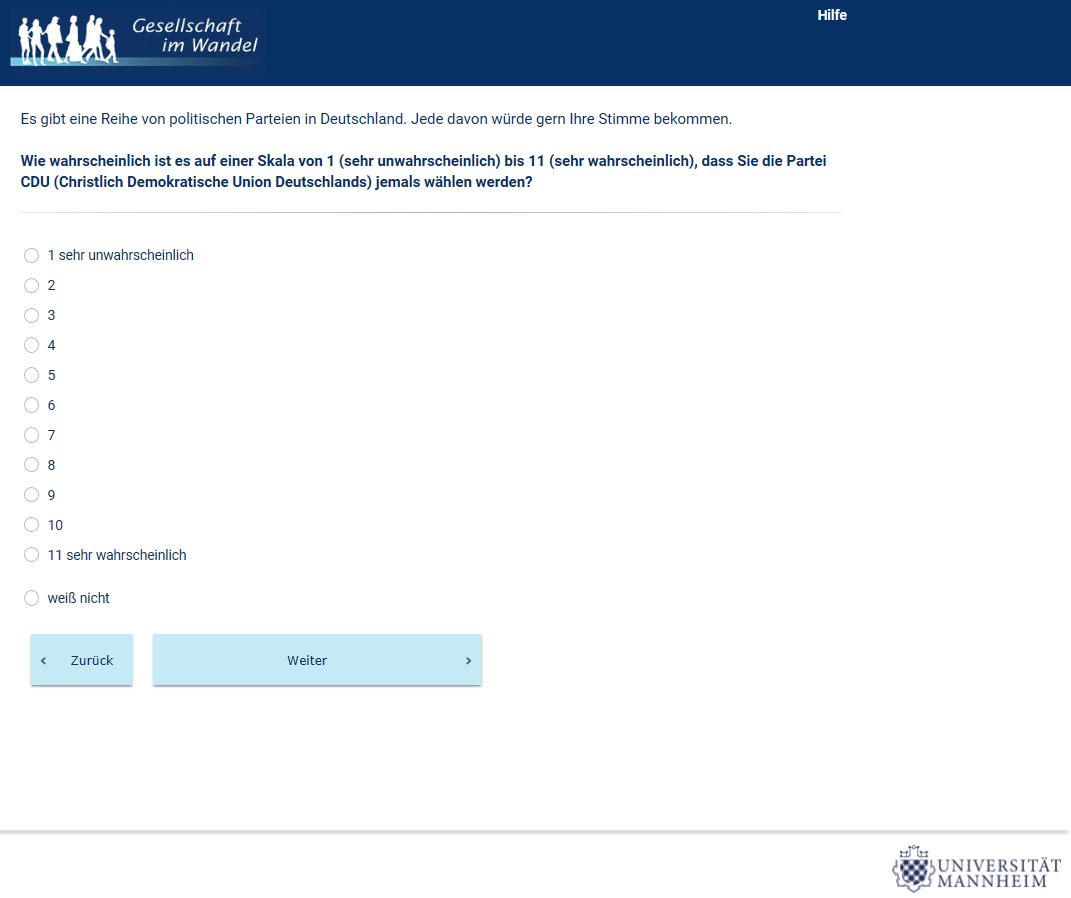 Gesellschaft
im Wandel
Hilfe
Es gibt eine Reihe von politischen Parteien in Deutschland. Jede davon würde gern Ihre Stimme bekommen.
Wie wahrscheinlich ist es auf einer Skala von 1 (sehr unwahrscheinlich) bis 11 (sehr wahrscheinlich), dass Sie die Partei
CDU (Christlich Demokratische Union Deutschlands) jemals wählen werden?
1 sehr unwahrscheinlich
2
3
4
5
6
7
8
9
10
11 sehr wahrscheinlich
weiß nicht
‹ Zurück
Weiter ›
UNIVERSITÄT
MANNHEIM